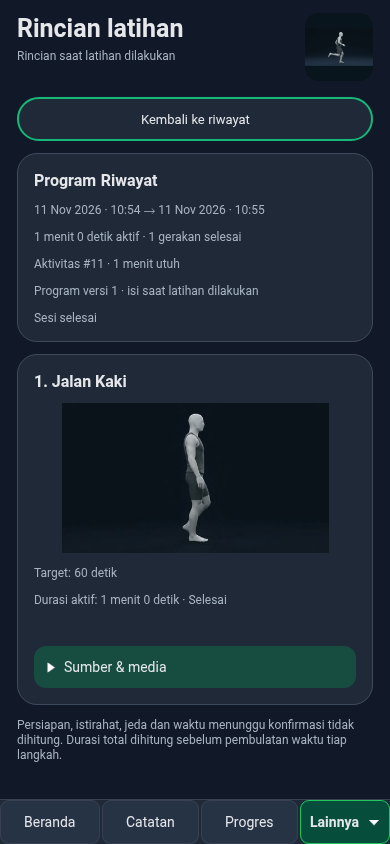 Rincian latihan
Rincian saat latihan dilakukan
Kembali ke riwayat
Program Riwayat
11 Nov 2026 · 10:54 → 11 Nov 2026 · 10:55
1 menit 0 detik aktif · 1 gerakan selesai
Aktivitas #11 · 1 menit utuh
Program versi 1 · isi saat latihan dilakukan
Sesi selesai
1. Jalan Kaki
Target: 60 detik
Durasi aktif: 1 menit 0 detik · Selesai
Sumber & media
Persiapan, istirahat, jeda dan waktu menunggu konfirmasi tidak
dihitung. Durasi total dihitung sebelum pembulatan waktu tiap
langkah.
Beranda
Catatan
Progres
Lainnya